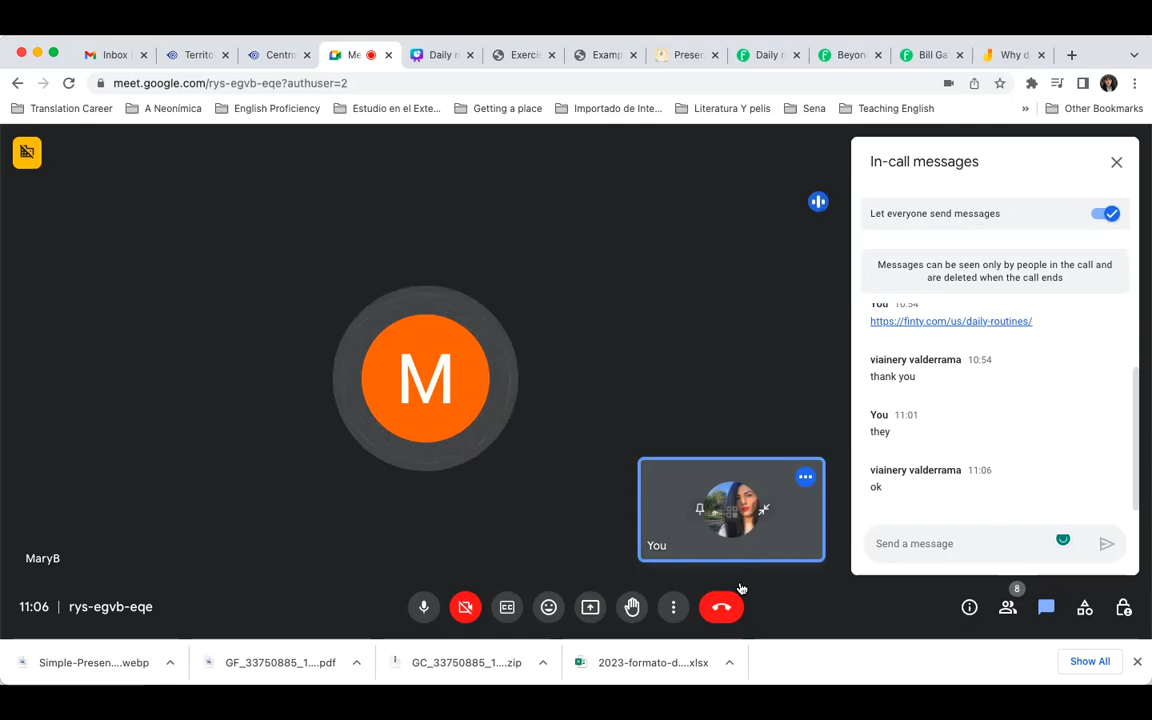 Inbox
Territo
Centro
Me
Daily r
Exerci
Examp
Presen
Daily r
Beyon
Bill Ga
Why d
meet.google.com/rys-egvb-eqe?authuser=2
Translation Career
A Neonímica
English Proficiency
Estudio en el Exte...
Getting a place
Importado de Inte...
Literatura Y pelis
Sena
Teaching English
»
Other Bookmarks
In-call messages
Let everyone send messages
Messages can be seen only by people in the call and
are deleted when the call ends
You 10:54
https://finty.com/us/daily-routines/
viainery valderrama 10:54
thank you
You 11:01
they
viainery valderrama 11:06
ok
Send a message
M
You
MaryB
11:06 | rys-egvb-eqe
CC
8
Simple-Presen....webp
GF_33750885_1....pdf
GC_33750885_1....zip
2023-formato-d....xlsx
Show All